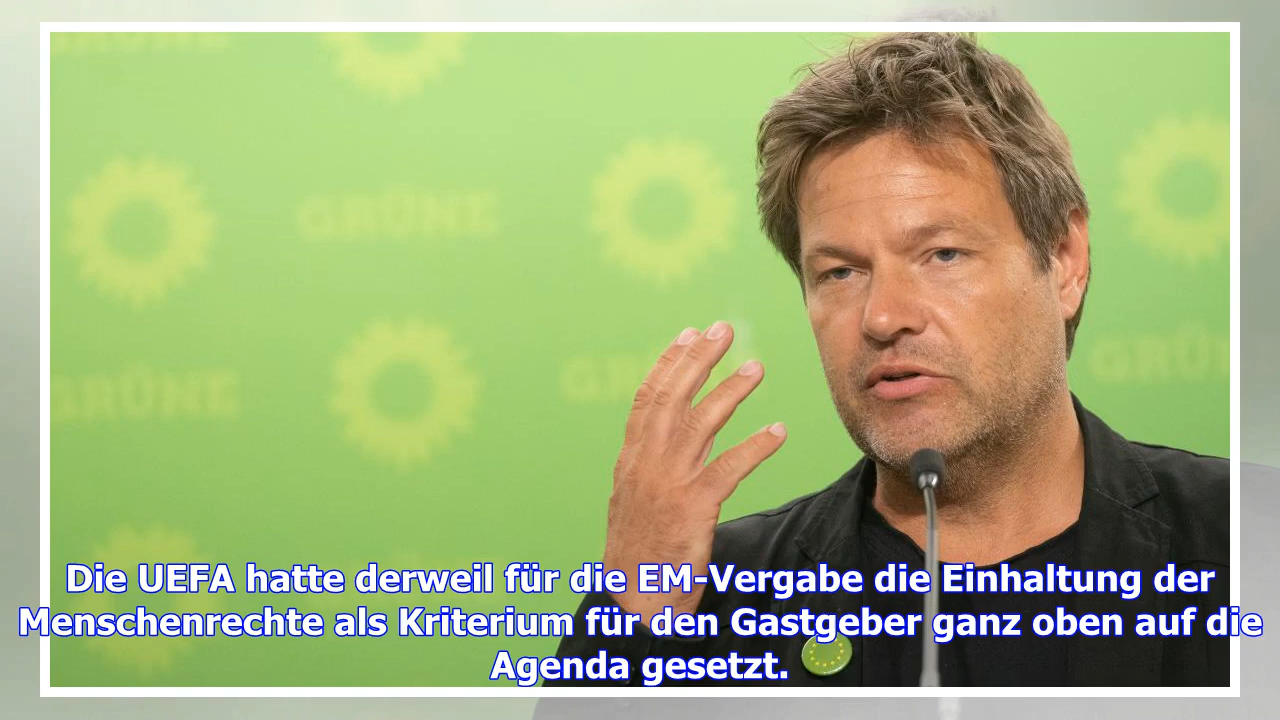 GRÜNE
GRÜNE
GRÜNE
Die UEFA hatte derweil für die EM-Vergabe die Einhaltung der
Menschenrechte als Kriterium für den Gastgeber ganz oben auf die
Agenda gesetzt.